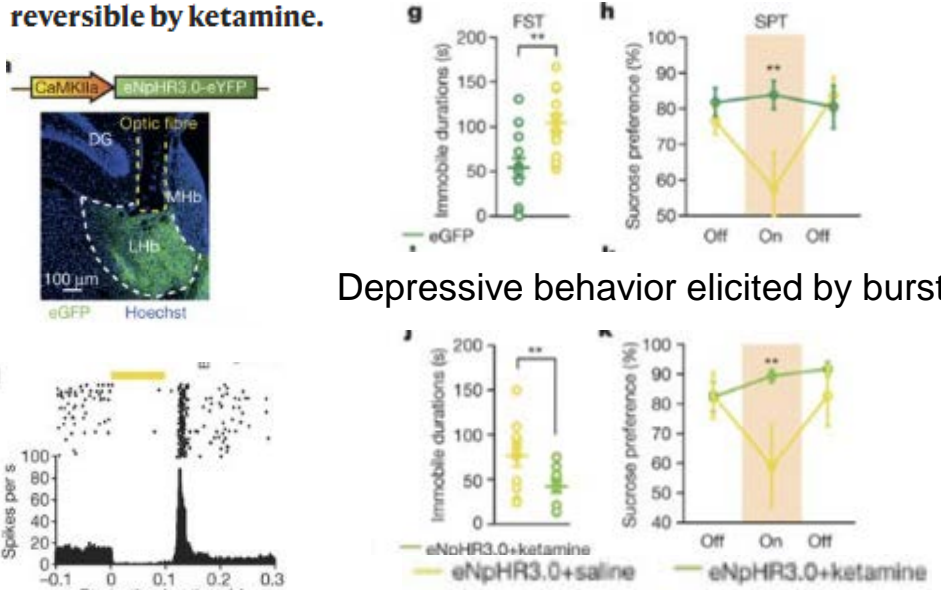 reversible by ketamine.
CaMKIIa
eNpHR3.0-eYFP
Optic fibre
DG
MHb
LHb
100 µm
eGFP
Hoechst
Spikes per s
100
80
60
40
20
0
–0.1
0
0.1
0.2
0.3
g
FST
**
Immobile durations (s)
200
150
100
50
0
eGFP
h
SPT
**
Sucrose preference (%)
100
90
80
70
60
50
Off
On
Off
Depressive behavior elicited by burst
j
**
Immobile durations (s)
200
150
100
50
0
eNpHR3.0+ketamine
k
**
Sucrose preference (%)
100
90
80
70
60
50
40
Off
On
Off
eNpHR3.0+saline
eNpHR3.0+ketamine